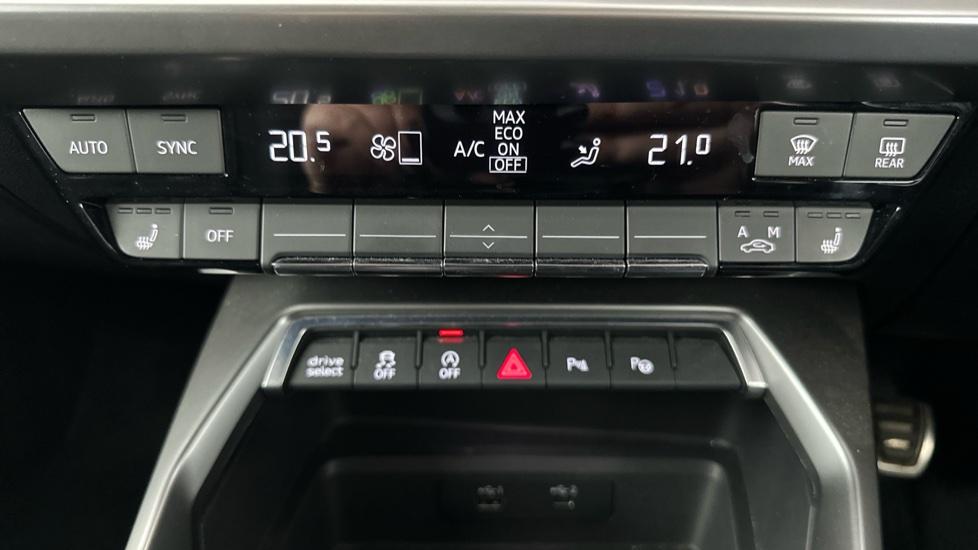 AUTO
SYNC
20.5
A/C
MAX
ECO
ON
OFF
21.0
MAX
REAR
OFF
A M
drive
select
OFF
OFF
P
P